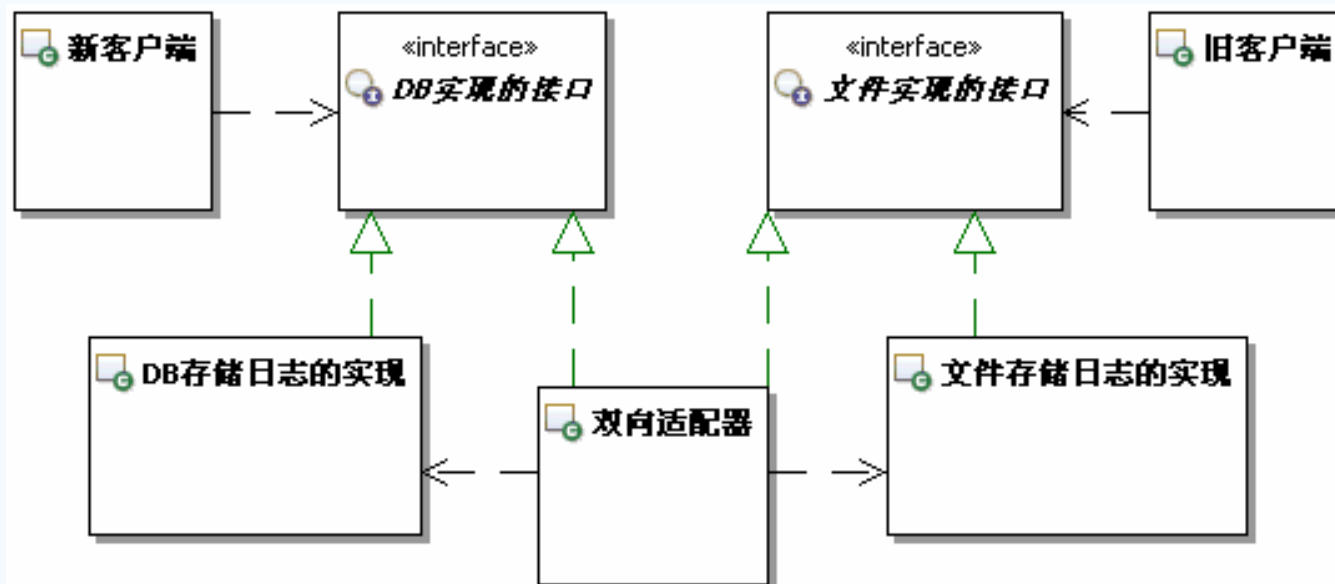 新客户端
«interface»
DB实现的接口
«interface»
文件实现的接口
旧客户端
DB存储日志的实现
双向适配器
文件存储日志的实现